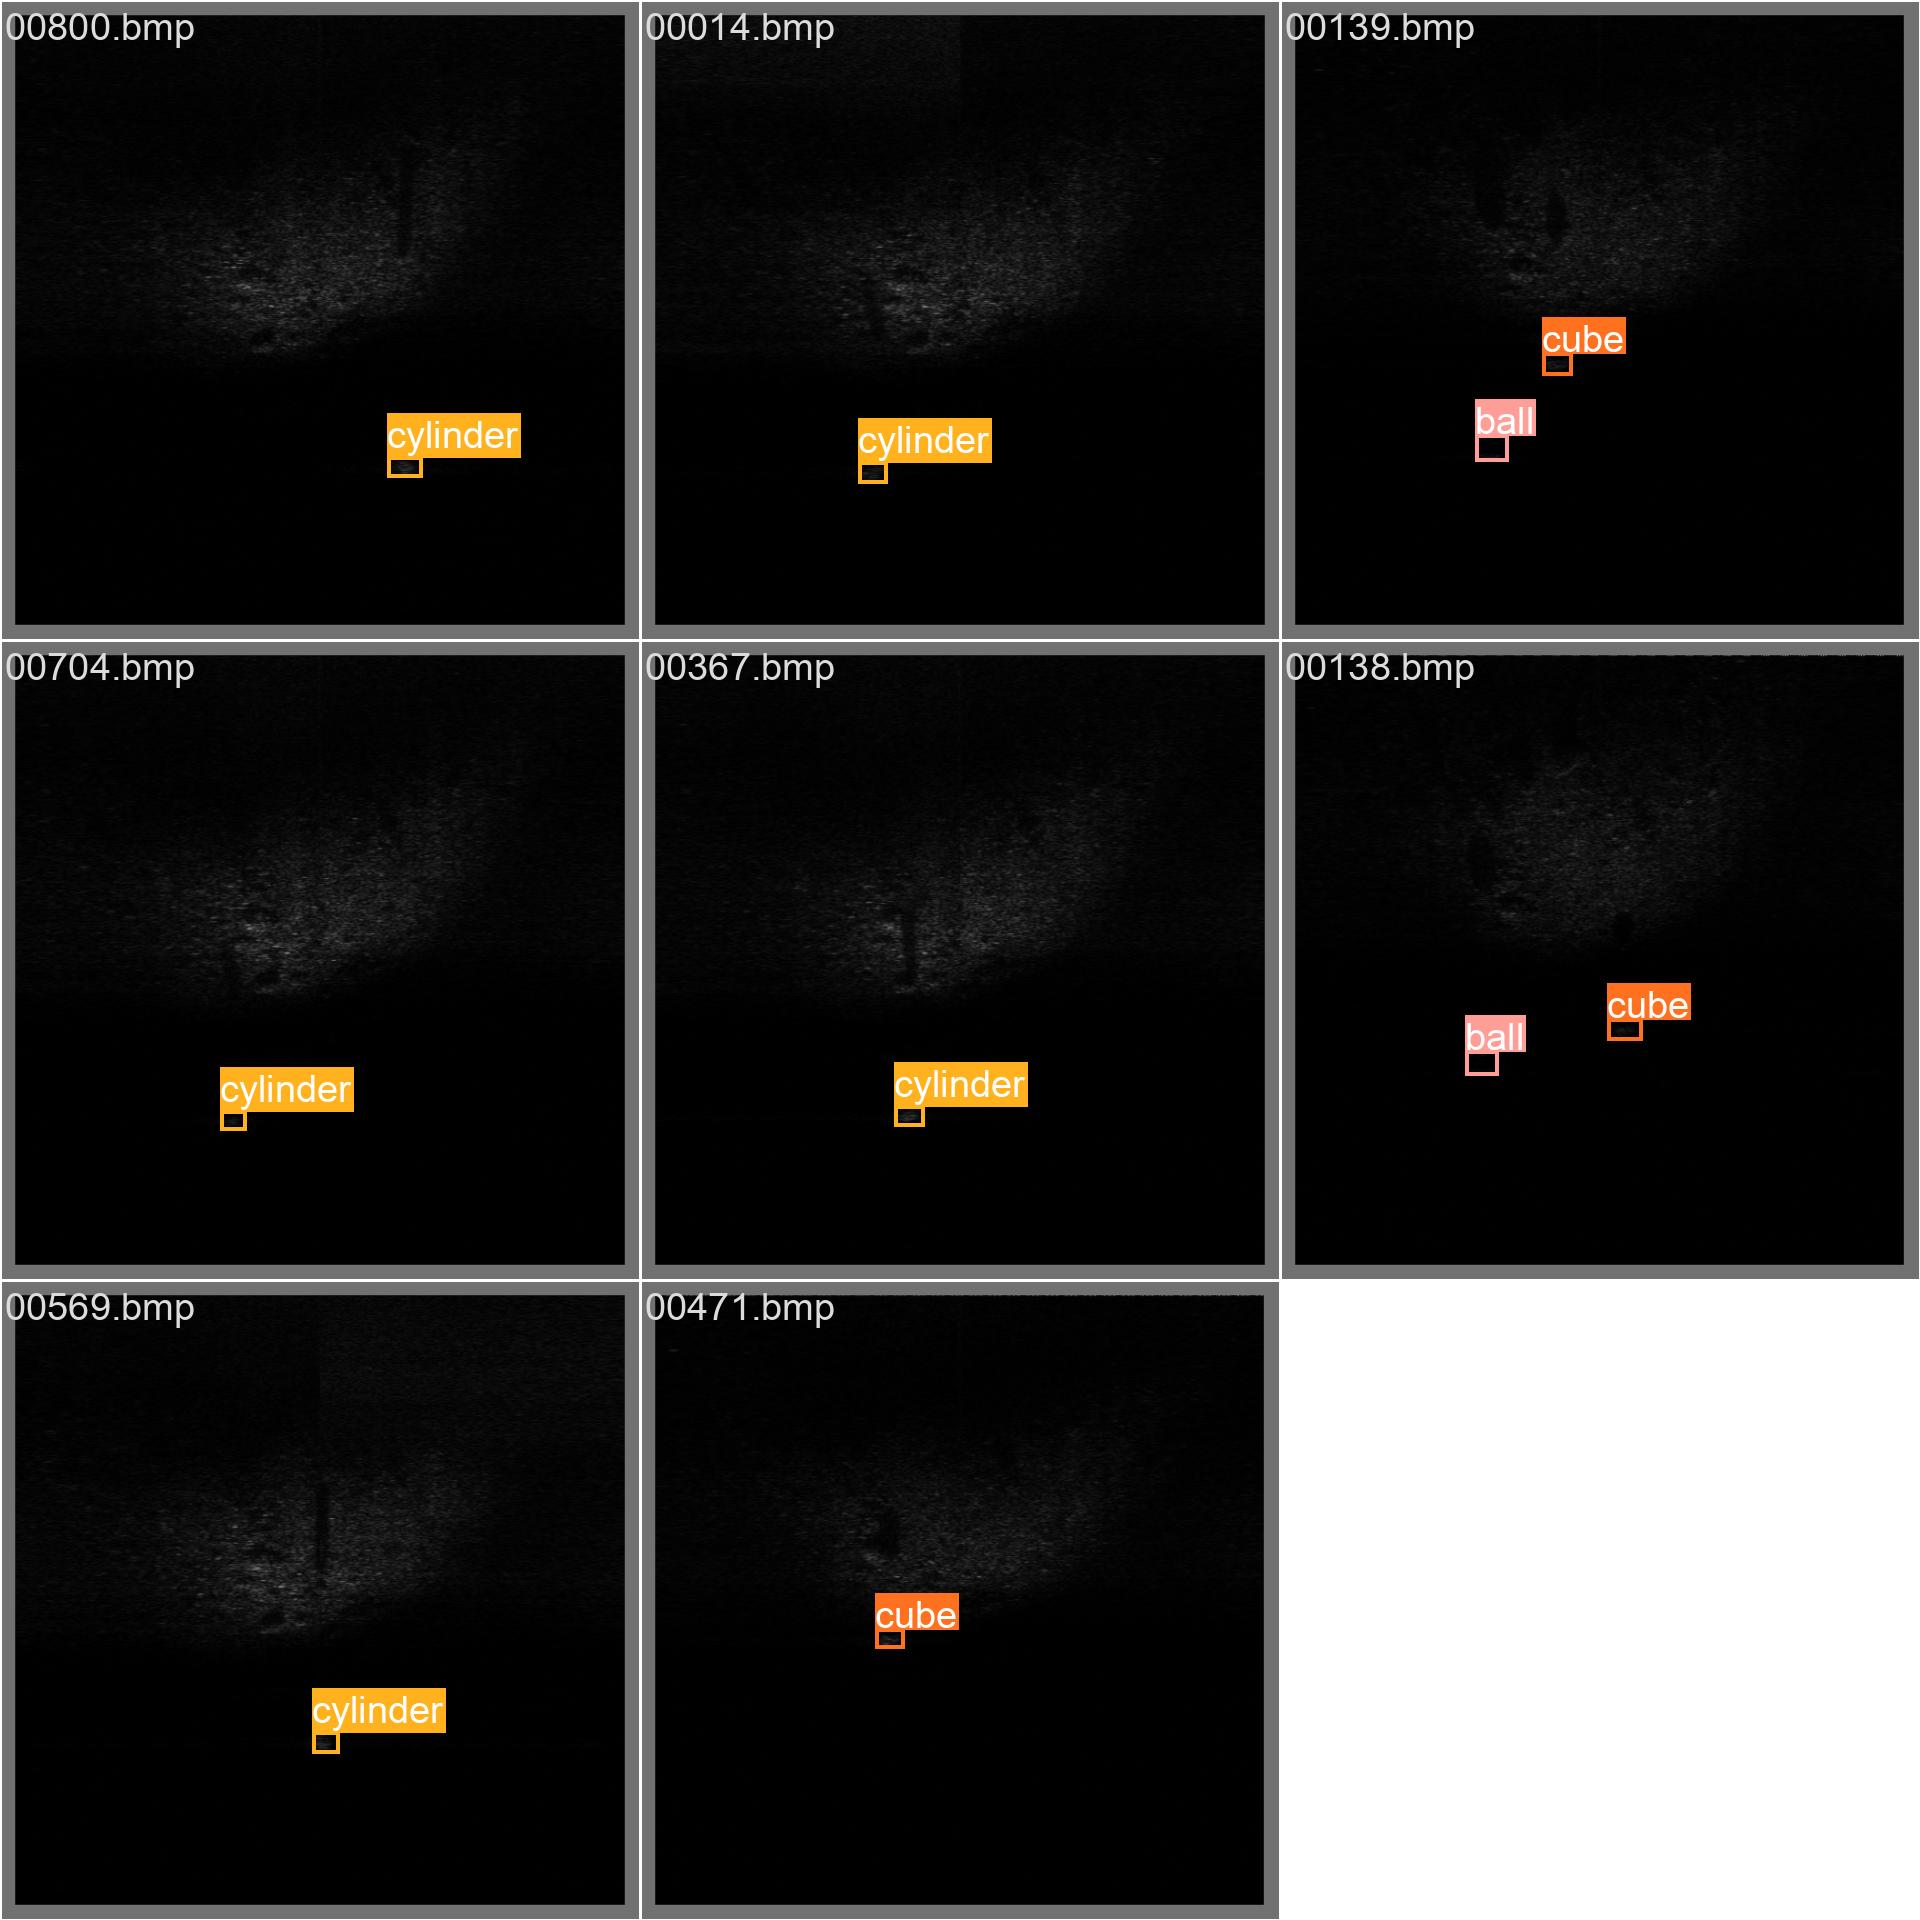 00800.bmp
cylinder
00014.bmp
cylinder
00139.bmp
cube
ball
00704.bmp
cylinder
00367.bmp
cylinder
00138.bmp
cube
ball
00569.bmp
cylinder
00471.bmp
cube